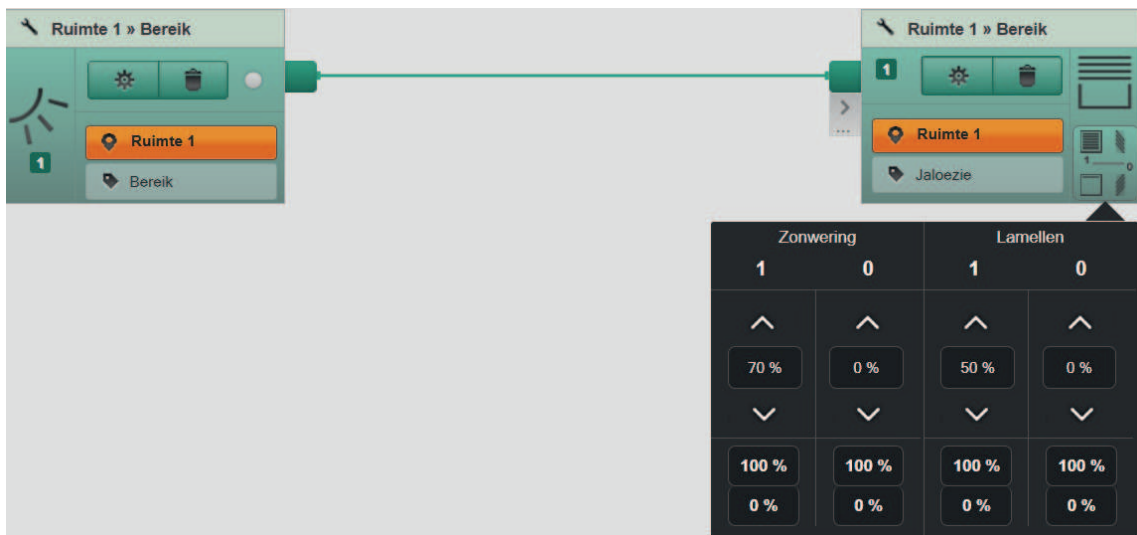 Ruimte 1 » Bereik
1
Ruimte 1
Bereik
Ruimte 1 » Bereik
1
...
Ruimte 1
Jaloezie
1 0
Zonwering Lamellen
1 0 1 0
70 % 0 % 50 % 0 %
100 % 100 % 100 % 100 %
0 % 0 % 0 % 0 %